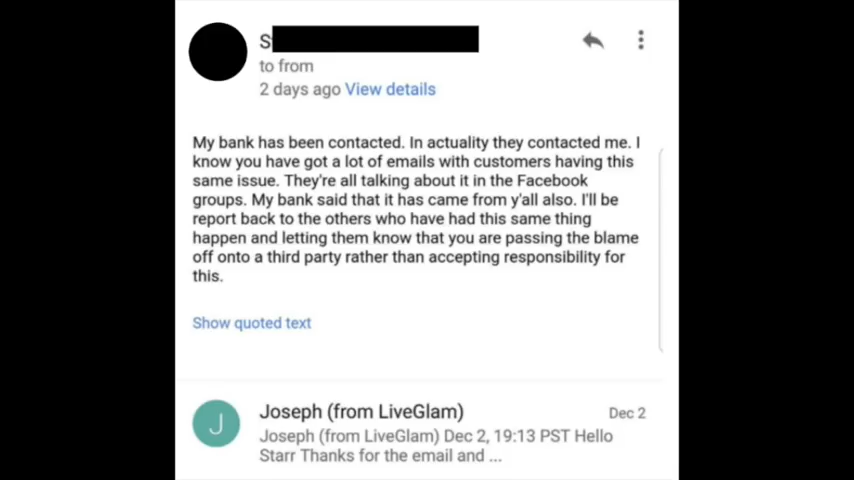 S
to from
2 days ago View details
My bank has been contacted. In actuality they contacted me. I
know you have got a lot of emails with customers having this
same issue. They're all talking about it in the Facebook
groups. My bank said that it has came from y'all also. I'll be
report back to the others who have had this same thing
happen and letting them know that you are passing the blame
off onto a third party rather than accepting responsibility for
this.
Show quoted text
J
Joseph (from LiveGlam) Dec 2
Joseph (from LiveGlam) Dec 2, 19:13 PST Hello
Starr Thanks for the email and ...